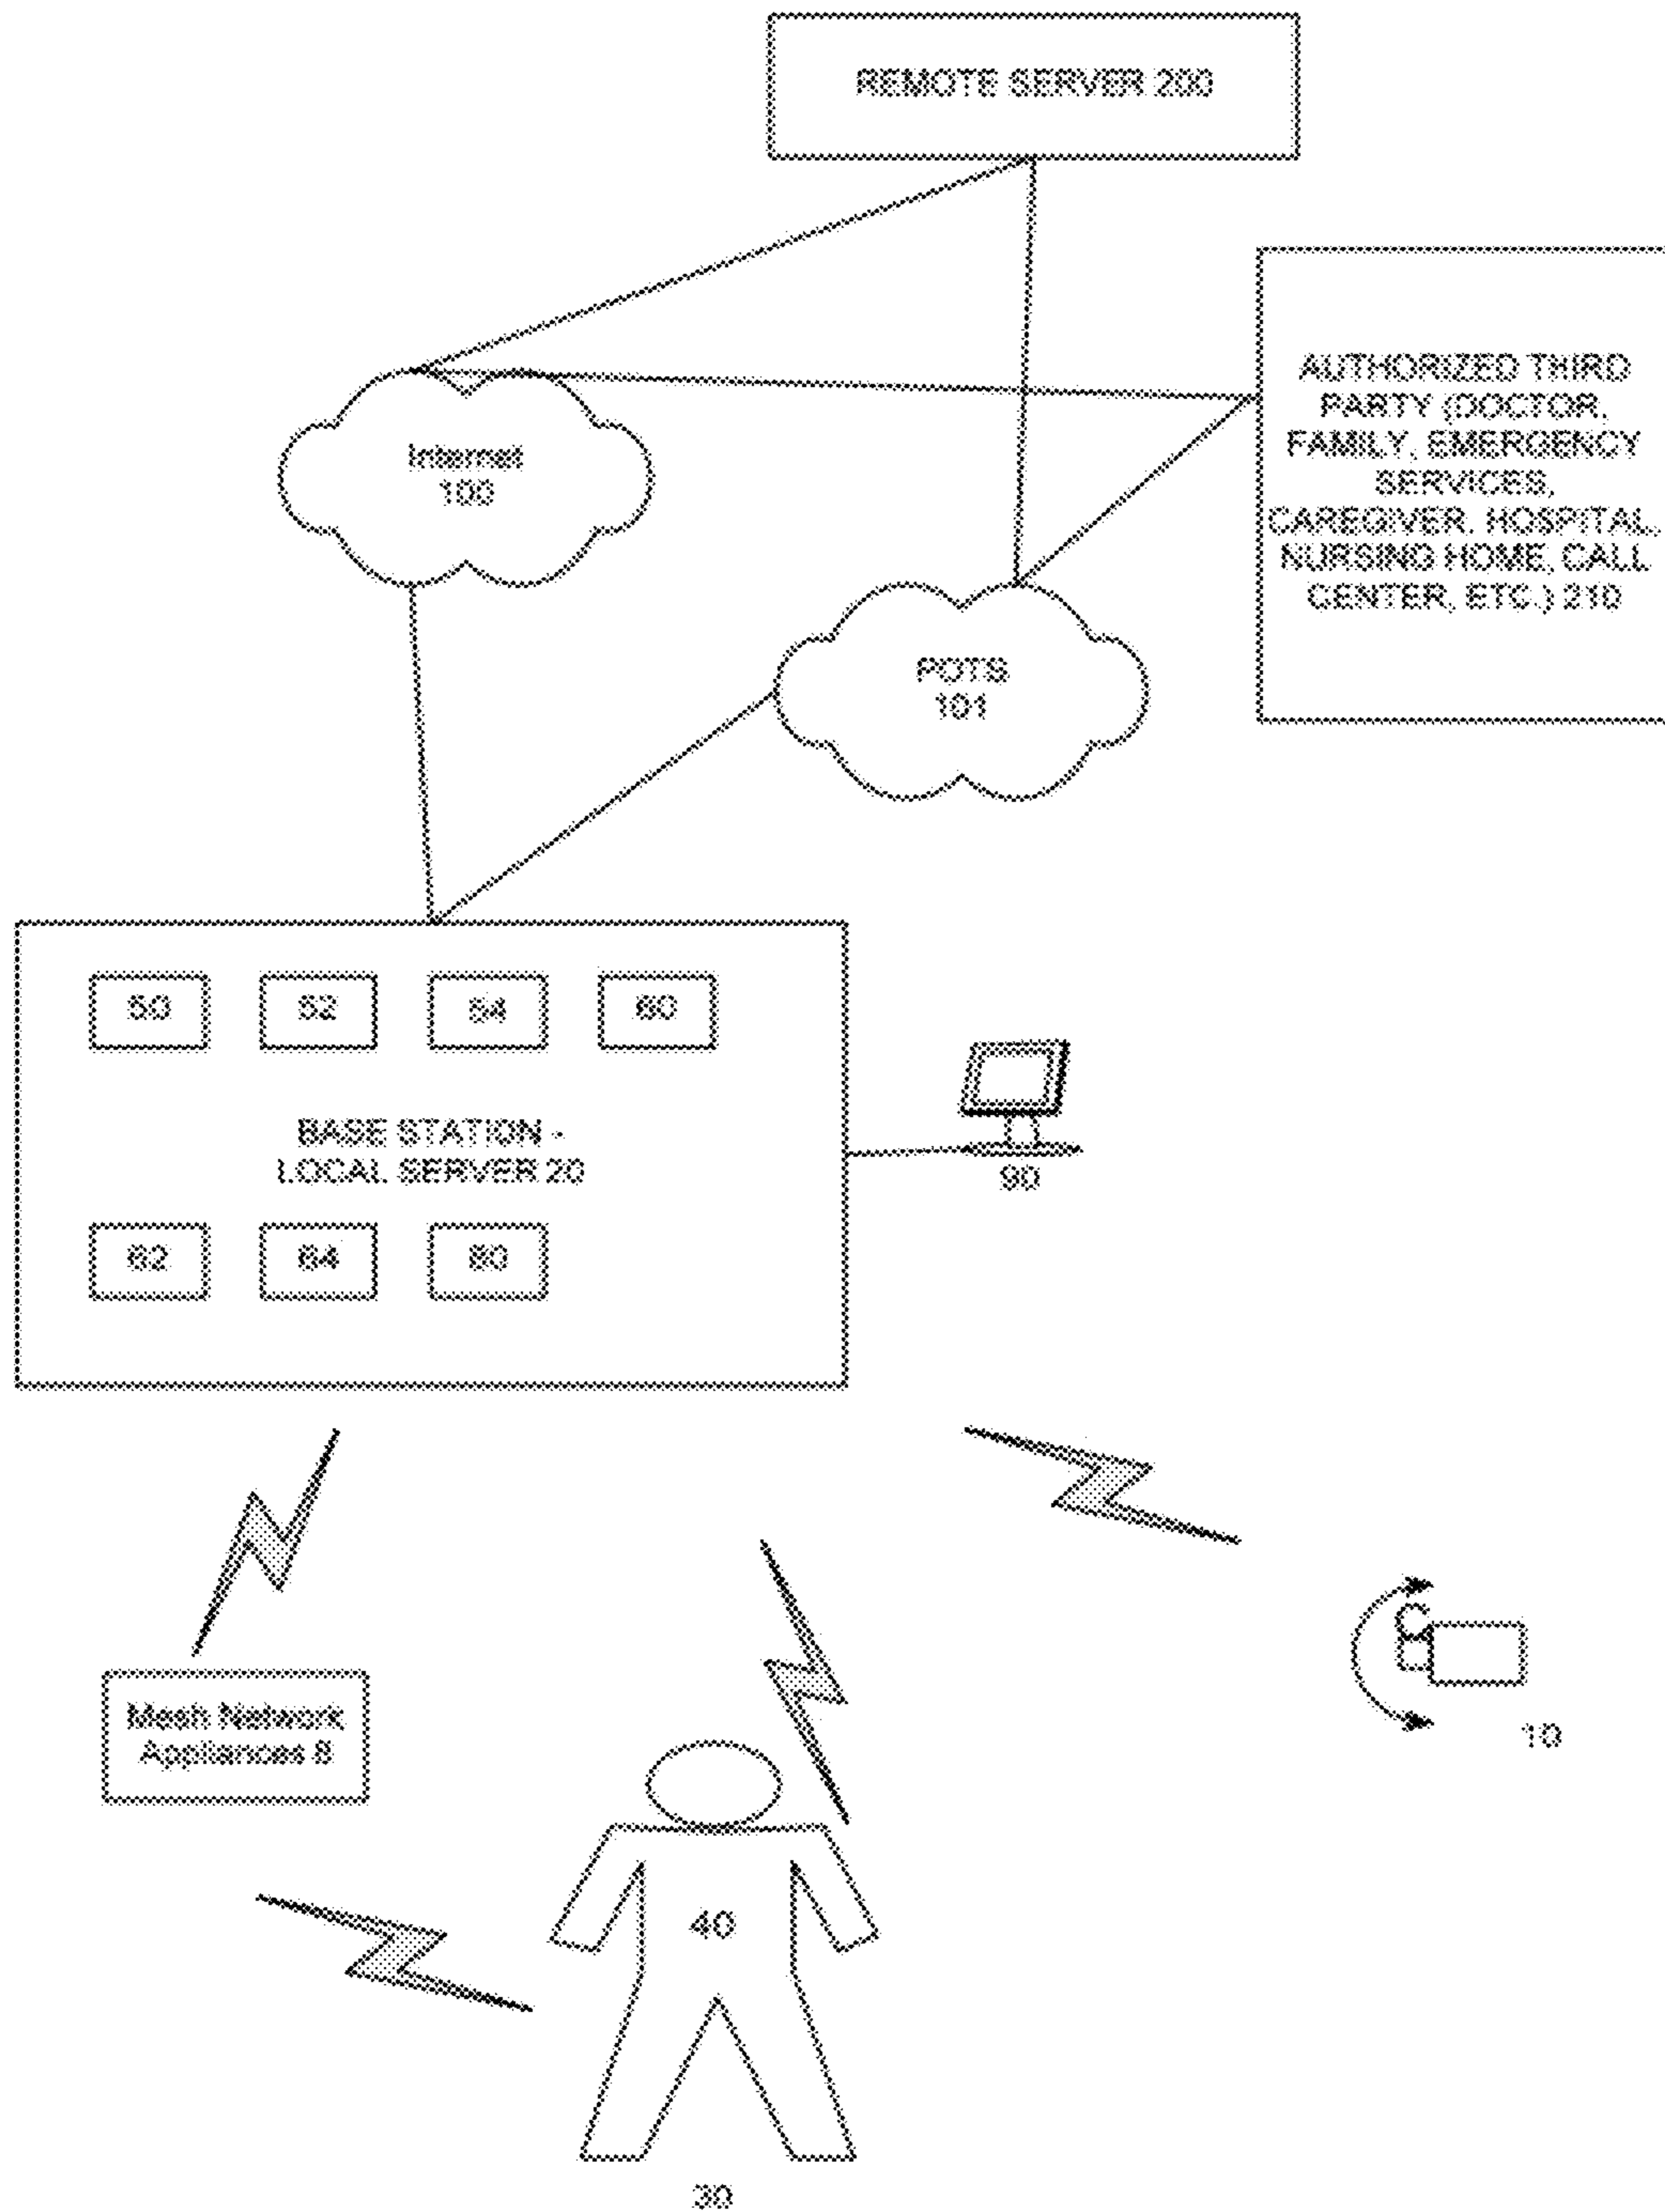 REMOTE SERVER 200
AUTHORIZED THIRD
PARTY (DOCTOR,
FAMILY, EMERGENCY
SERVICES,
CAREGIVER, HOSPITAL,
NURSING HOME, CALL
CENTER, ETC.) 210
Internet
100
POTS
101
50
52
54
60
BASE STATION -
LOCAL SERVER 20
90
62
64
80
Mesh Network
Appliances 8
10
40
30